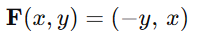 F(x, y) = (−y, x)